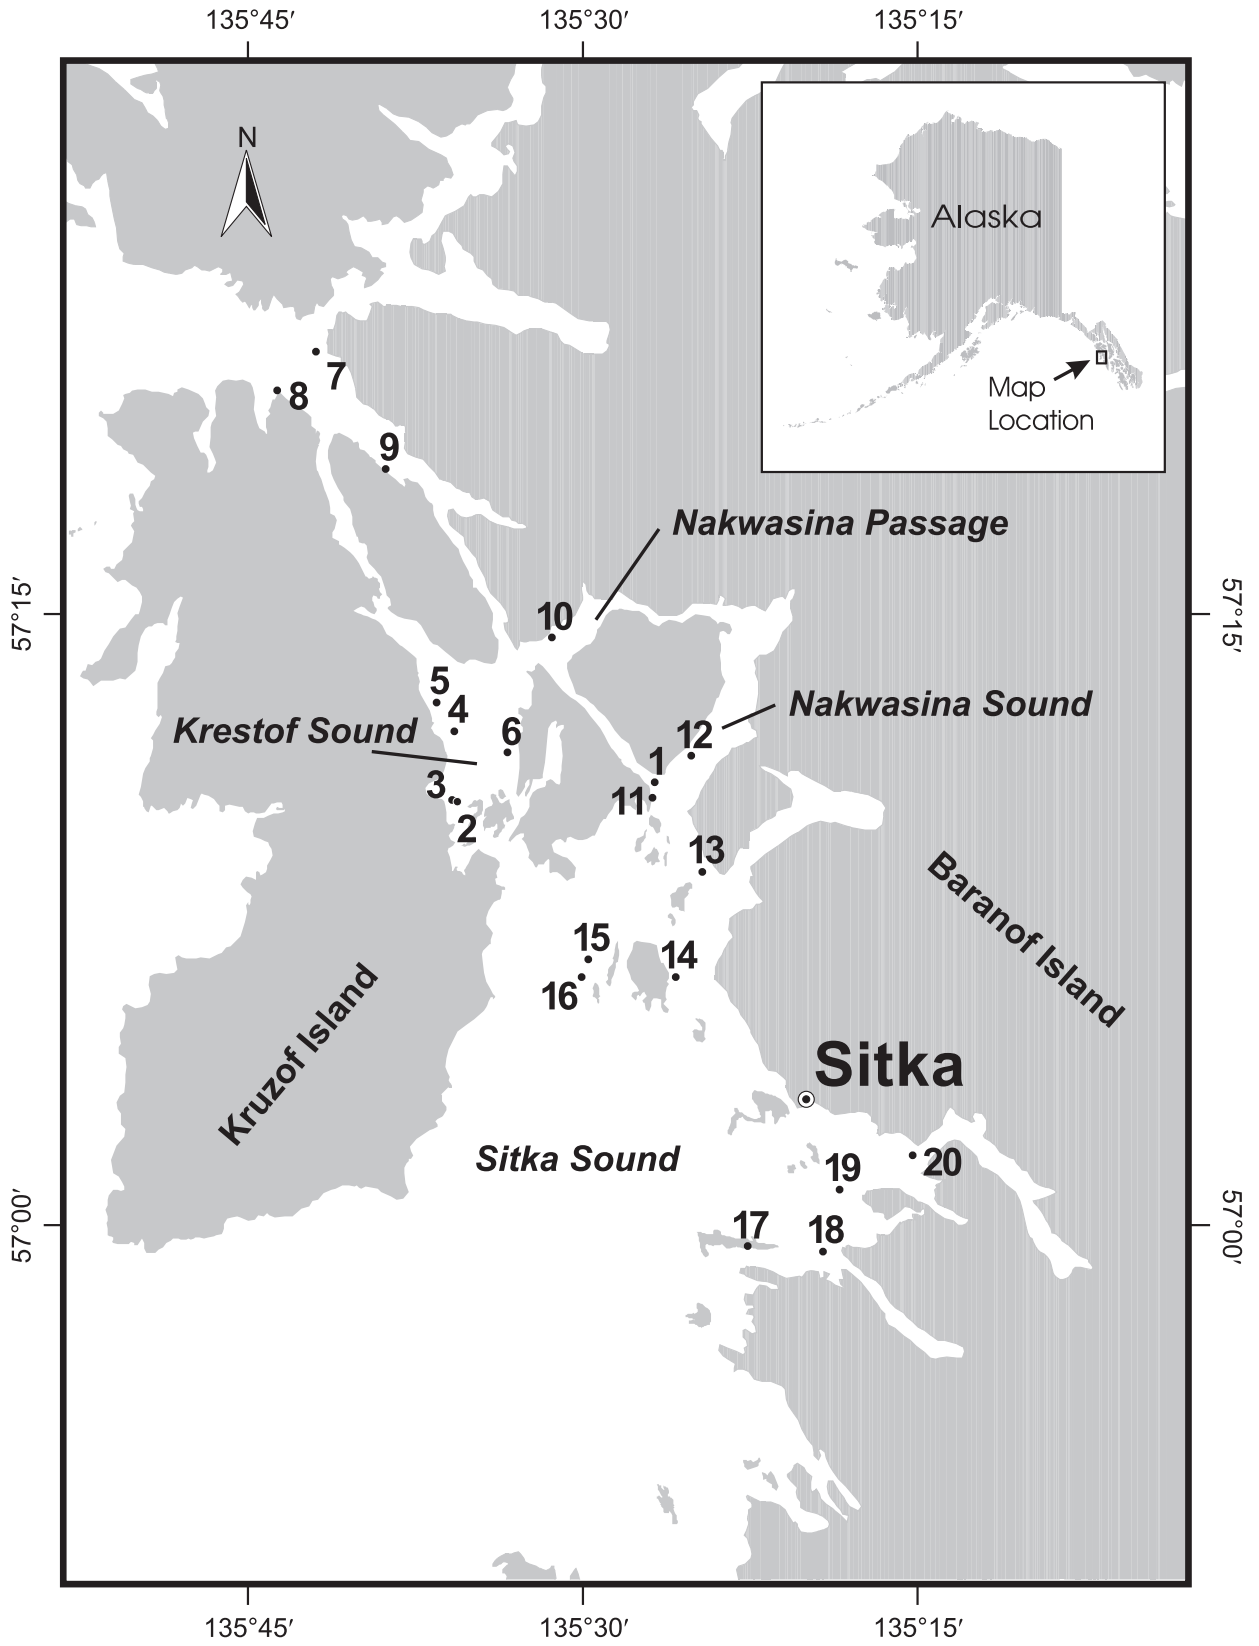 135°45′ 135°30′ 135°15′
N
Alaska
Map
Location
7
8
9
Nakwasina Passage
57°15′
10
57°15′
5
4
Krestof Sound
6
Nakwasina Sound
12
1
3
11
2
13
Baranof Island
15
14
16
Kruzof Island
Sitka
Sitka Sound
19
20
57°00′
17
18
57°00′
135°45′ 135°30′ 135°15′